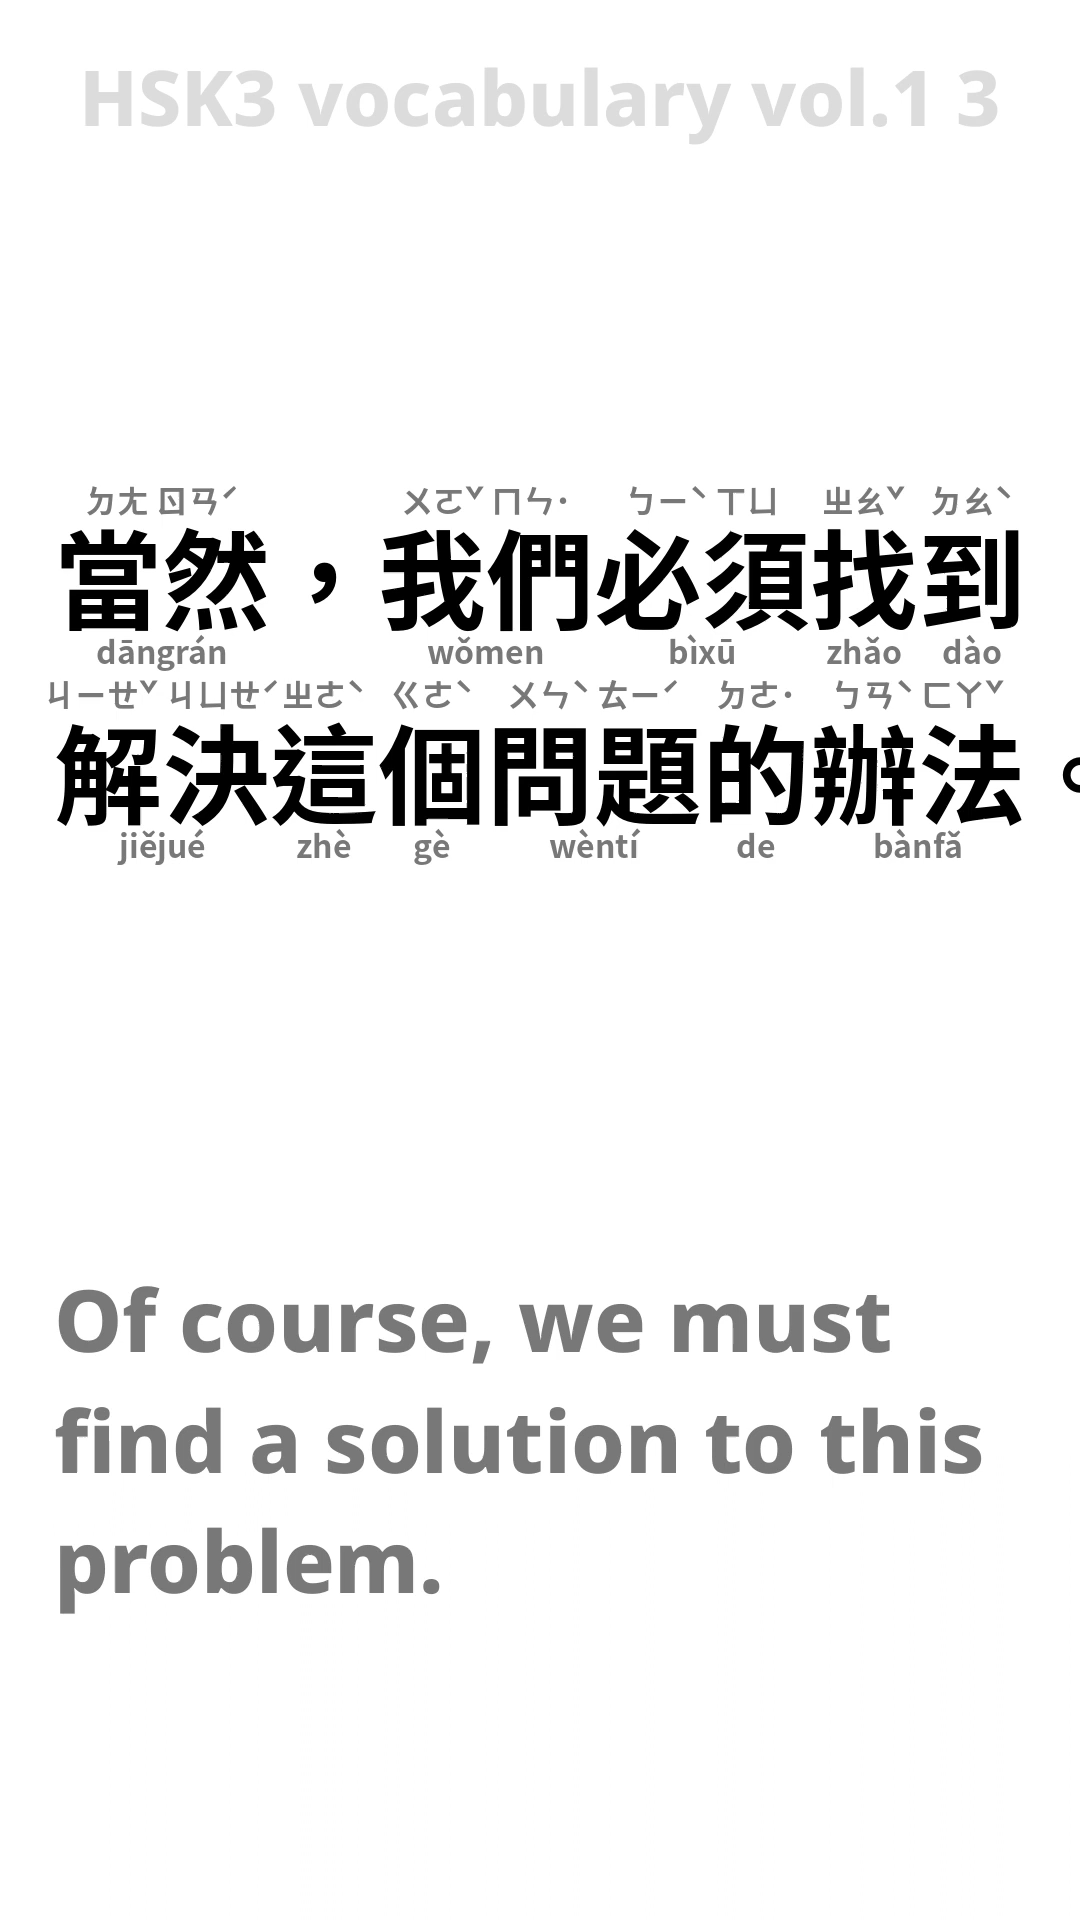 HSK3 vocabulary vol.1 3
ㄉㄤ ㄖㄢˊ ㄨㄛˇ ㄇㄣ˙ ㄅㄧˋ ㄒㄩ ㄓㄠˇ ㄉㄠˋ
當然，我們必須找到
dāngrán wǒmen bìxū zhǎo dào
ㄐㄧㄝˇ ㄐㄩㄝˊ ㄓㄜˋ ㄍㄜˋ ㄨㄣˋ ㄊㄧˊ ㄉㄜ˙ ㄅㄢˋ ㄈㄚˇ
解決這個問題的辦法。
jiějué zhè gè wèntí de bànfǎ
Of course, we must
find a solution to this
problem.